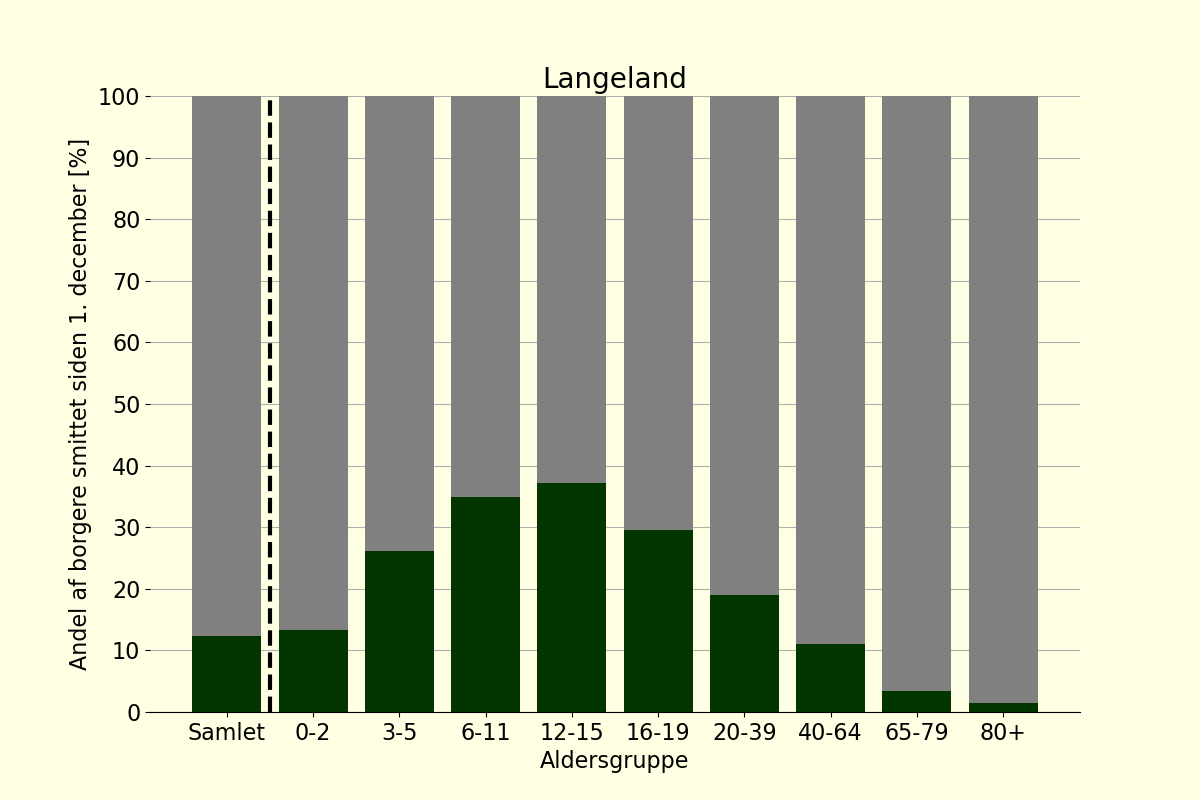 Langeland
Andel af borgere smittet siden 1. december [%]
100
90
80
70
60
50
40
30
20
10
0
Samlet 0-2 3-5 6-11 12-15 16-19 20-39 40-64 65-79 80+
Aldersgruppe